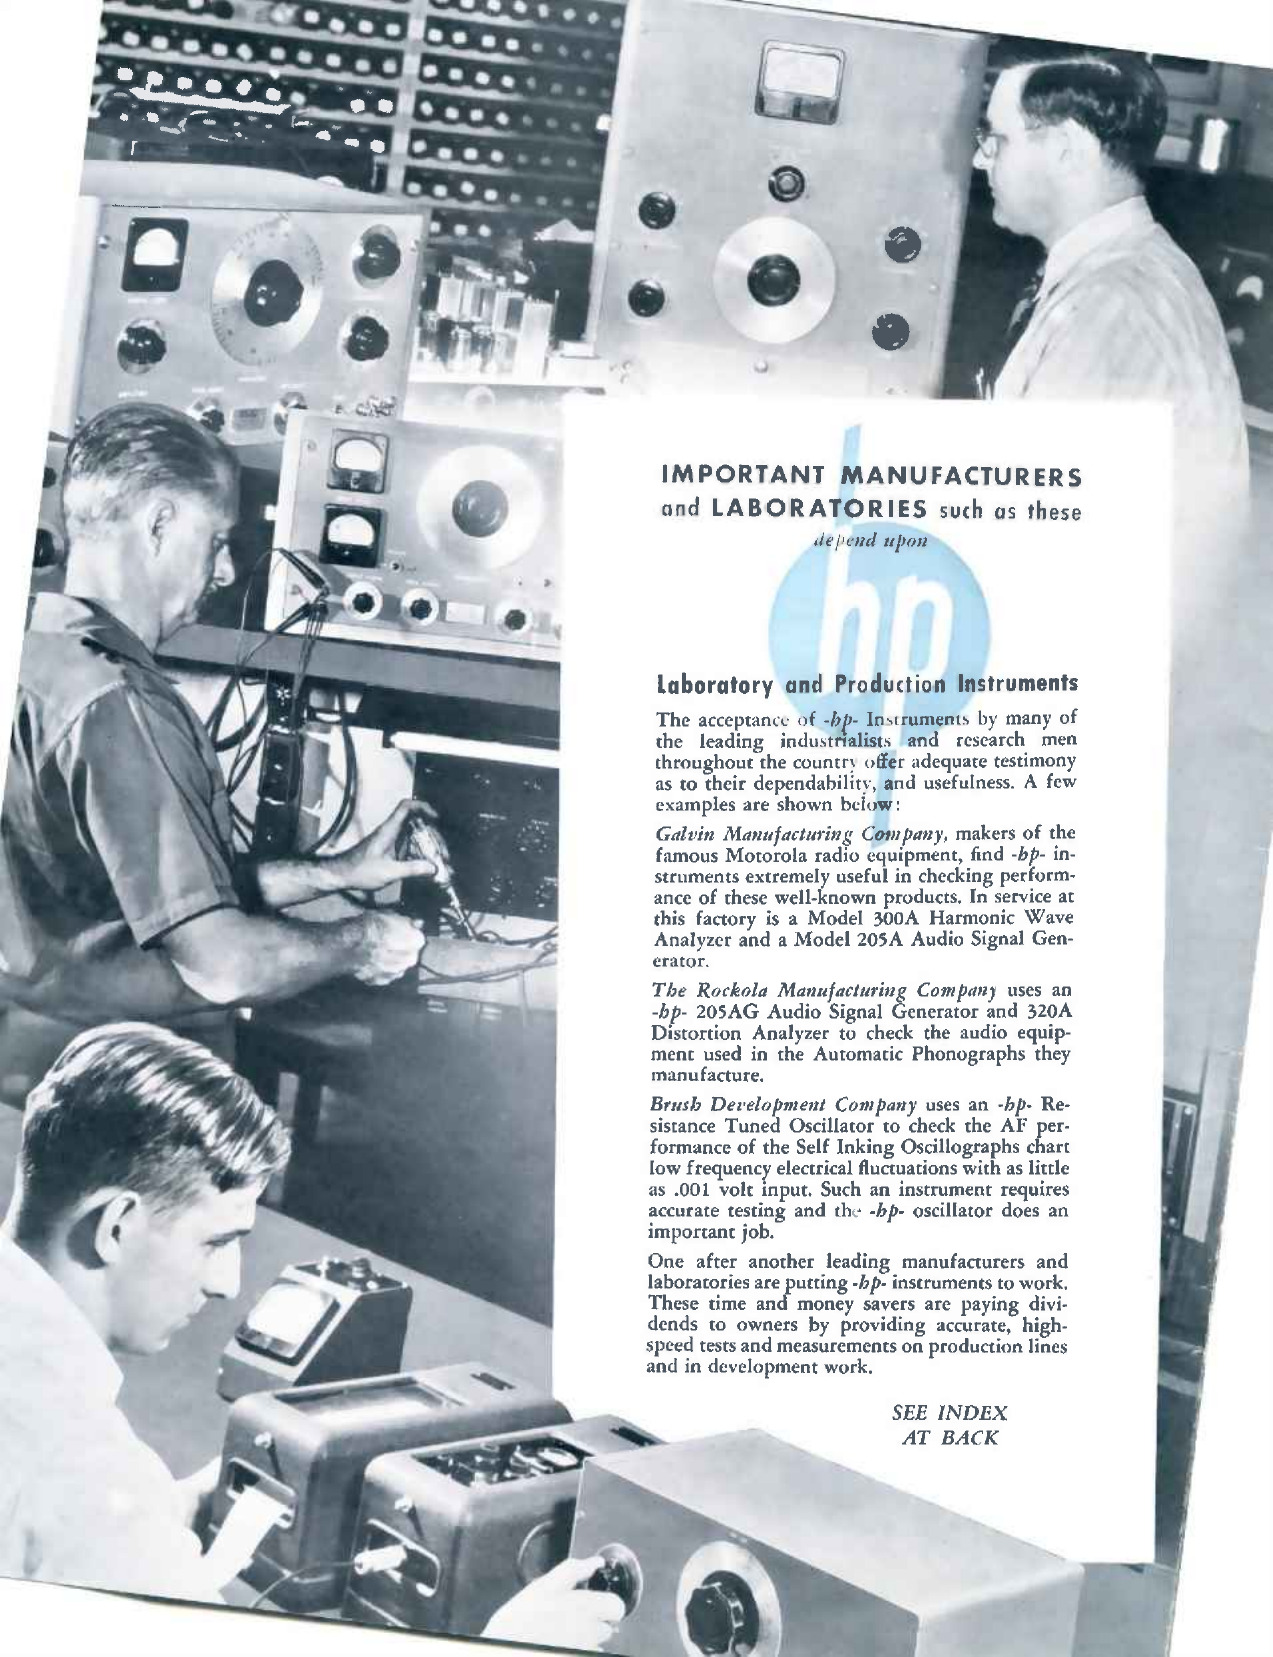 IMPORTANT MANUFACTURERS
and LABORATORIES such as these
depend upon
hp
Laboratory and Production Instruments
The acceptance of -hp- Instruments by many of
the leading industrialists and research men
throughout the country offer adequate testimony
as to their dependability, and usefulness. A few
examples are shown below:
Galvin Manufacturing Company, makers of the
famous Motorola radio equipment, find -hp- in-
struments extremely useful in checking perform-
ance of these well-known products. In service at
this factory is a Model 300A Harmonic Wave
Analyzer and a Model 205A Audio Signal Gen-
erator.
The Rockola Manufacturing Company uses an
-hp- 205AG Audio Signal Generator and 320A
Distortion Analyzer to check the audio equip-
ment used in the Automatic Phonographs they
manufacture.
Brush Development Company uses an -hp- Re-
sistance Tuned Oscillator to check the AF per-
formance of the Self Inking Oscillographs chart
low frequency electrical fluctuations with as little
as .001 volt input. Such an instrument requires
accurate testing and the -hp- oscillator does an
important job.
One after another leading manufacturers and
laboratories are putting -hp- instruments to work.
These time and money savers are paying divi-
dends to owners by providing accurate, high-
speed tests and measurements on production lines
and in development work.
SEE INDEX
AT BACK